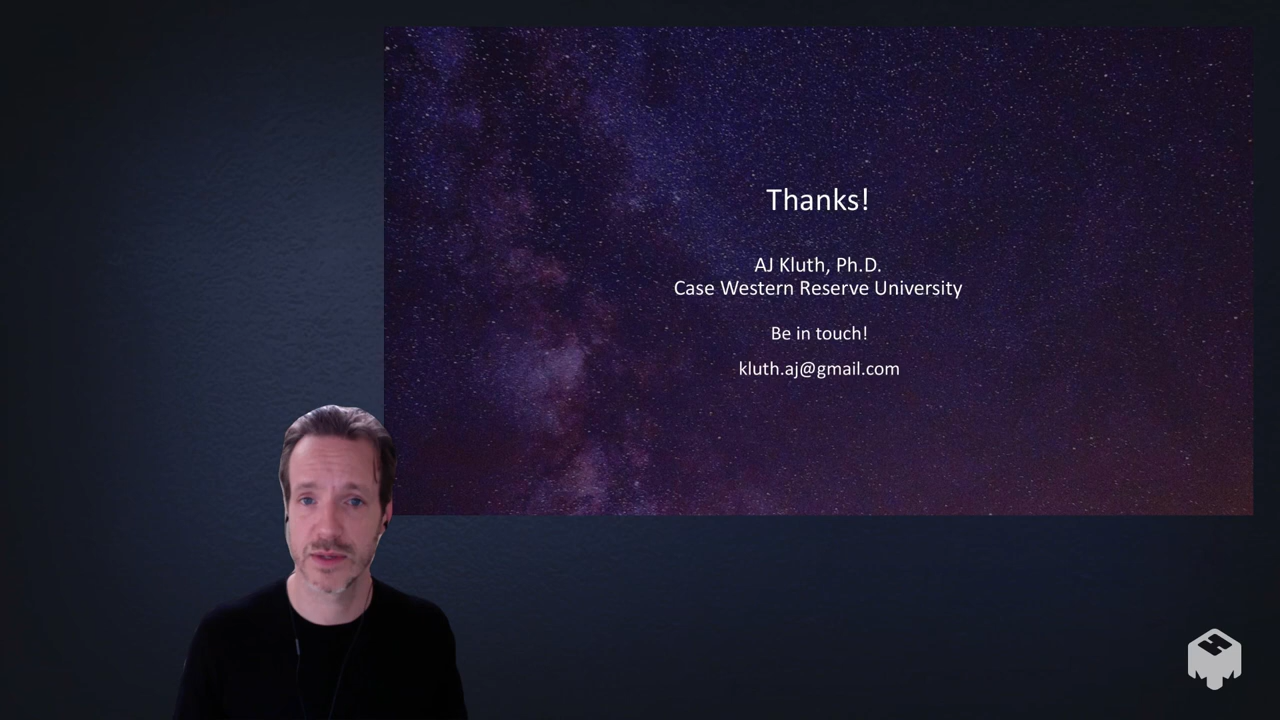 Thanks!
AJ Kluth, Ph.D.
Case Western Reserve University
Be in touch!
kluth.aj@gmail.com